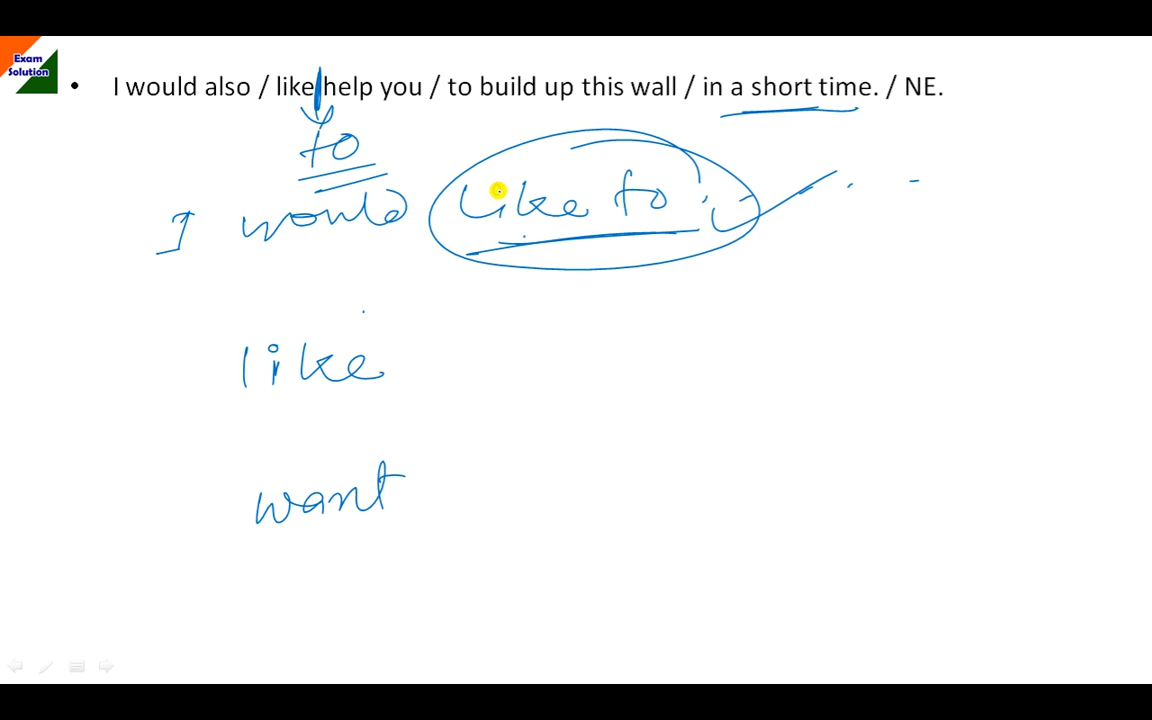 Exam
Solution
• I would also / like help you / to build up this wall / in a short time. / NE.
to
I would like to
like
want